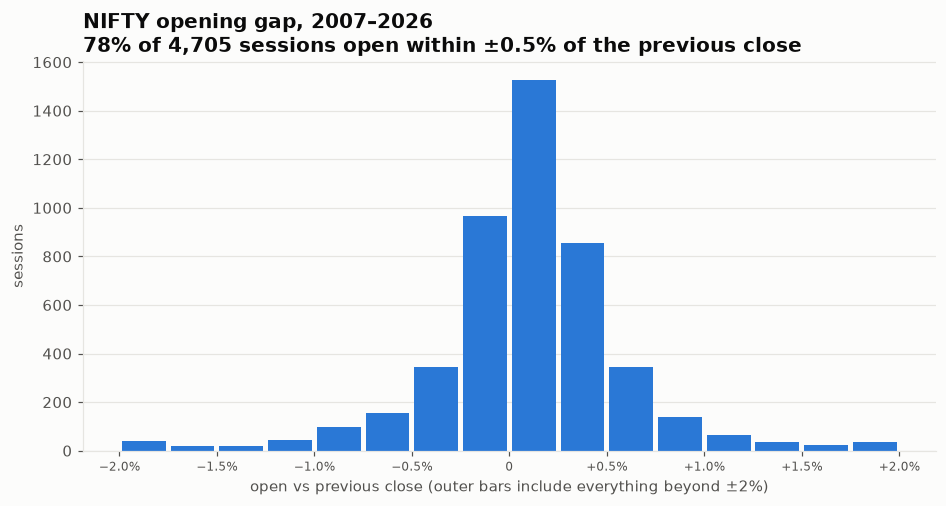 NIFTY opening gap, 2007–2026
78% of 4,705 sessions open within ±0.5% of the previous close
1600
1400
1200
1000
800
600
400
200
0
sessions
−2.0% −1.5% −1.0% −0.5% 0 +0.5% +1.0% +1.5% +2.0%
open vs previous close (outer bars include everything beyond ±2%)